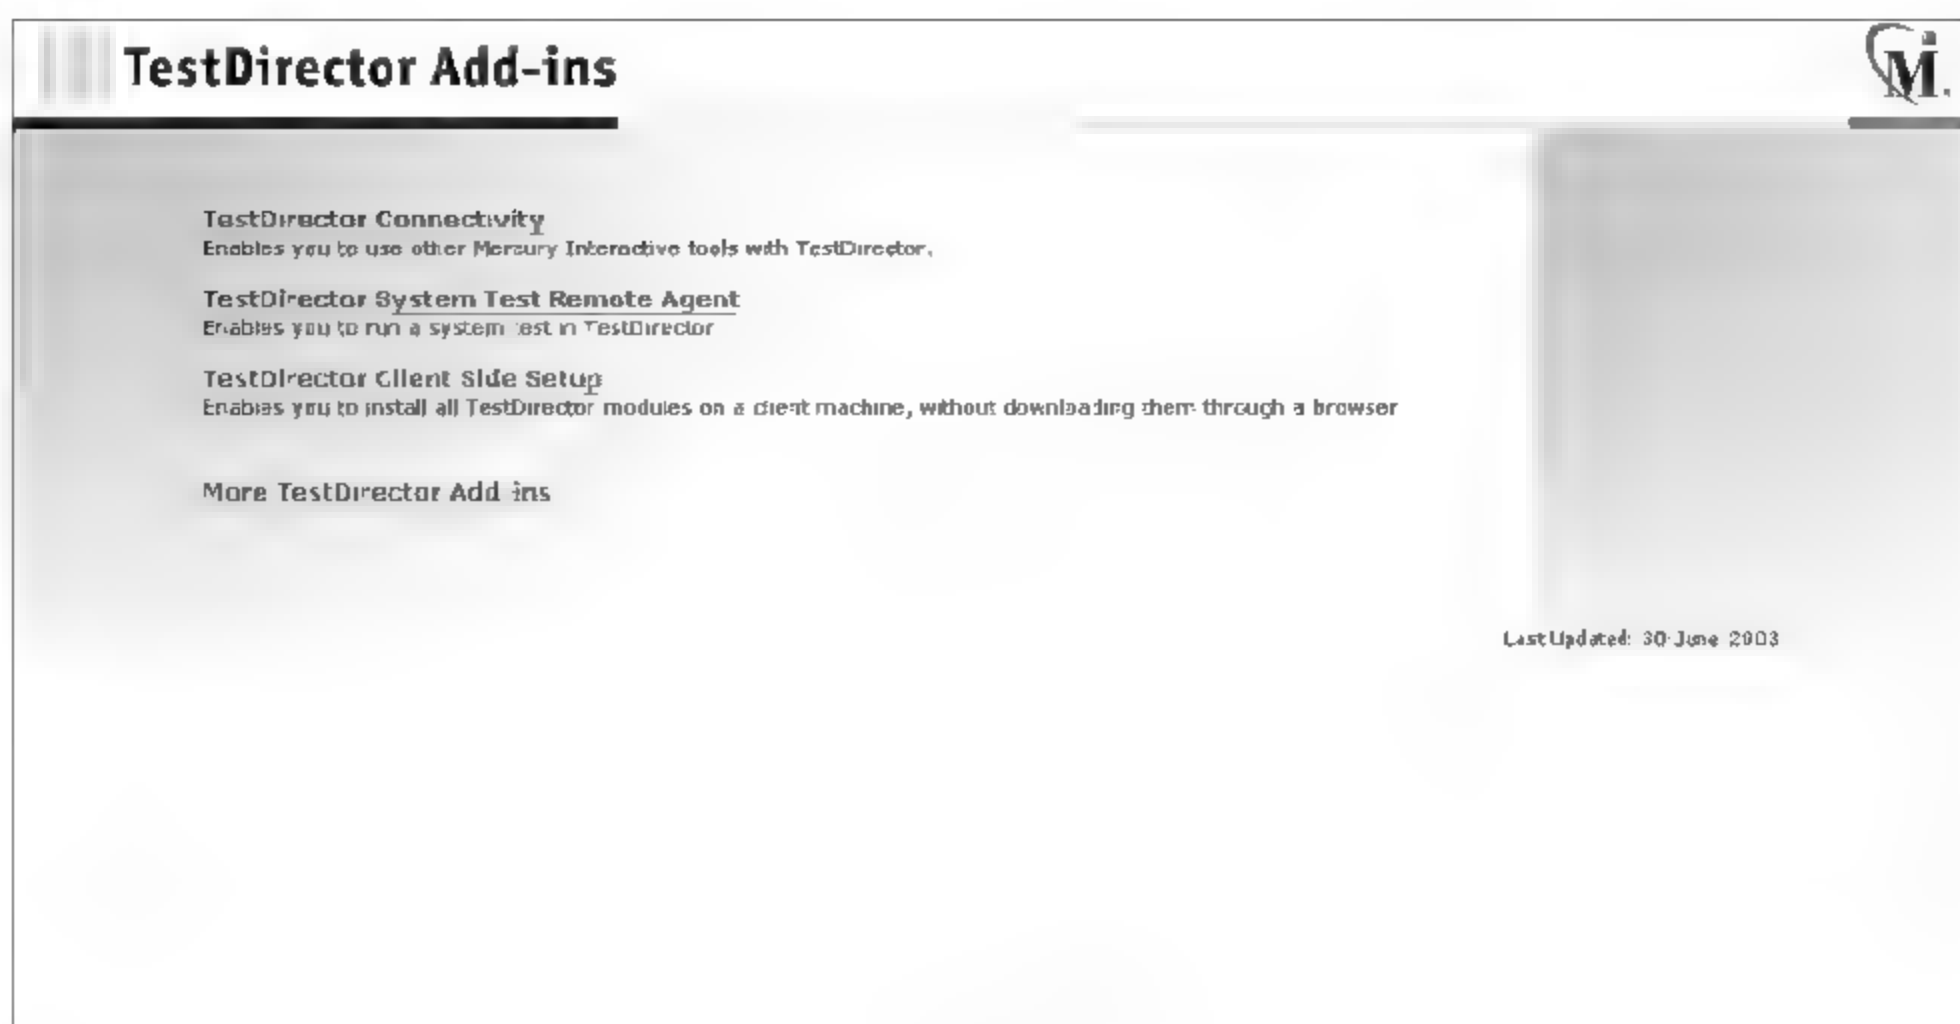 TestDirector Add-ins
TestDirector Connectivity
Enables you to use other Mercury Interactive tools with TestDirector.
TestDirector System Test Remote Agent
Enables you to run a system test in TestDirector
TestDirector Client Side Setup
Enables you to install all TestDirector modules on a client machine, without downloading them through a browser
More TestDirector Add-ins
Last Updated: 30 June 2003